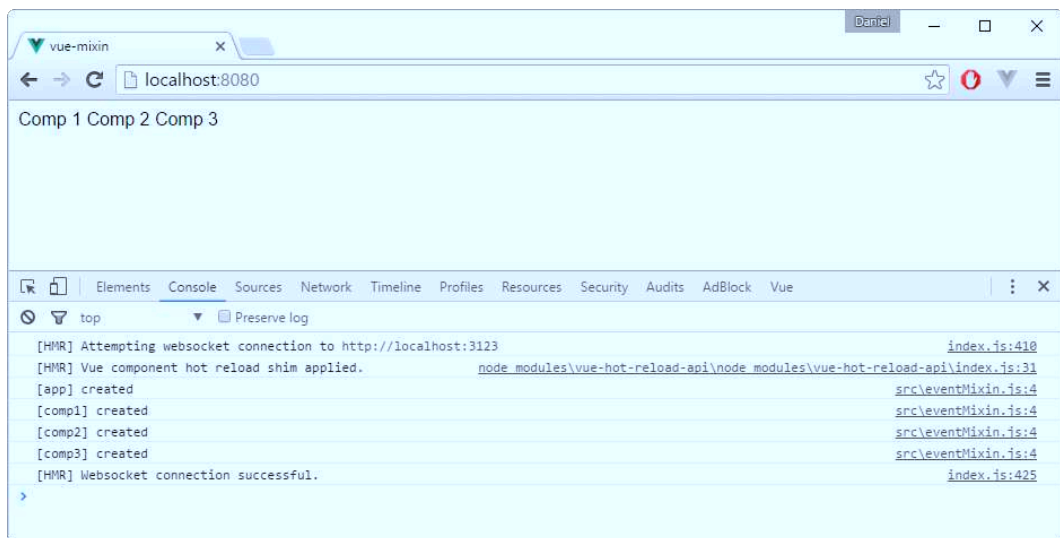 Daniel
vue-mixin
localhost:8080
Comp 1 Comp 2 Comp 3
Elements Console Sources Network Timeline Profiles Resources Security Audits AdBlock Vue
top Preserve log
[HMR] Attempting websocket connection to http://localhost:3123 index.js:410
[HMR] Vue component hot reload shim applied. node_modules\vue-hot-reload-api\node_modules\vue-hot-reload-api\index.js:31
[app] created src\eventMixin.js:4
[comp1] created src\eventMixin.js:4
[comp2] created src\eventMixin.js:4
[comp3] created src\eventMixin.js:4
[HMR] Websocket connection successful. index.js:425